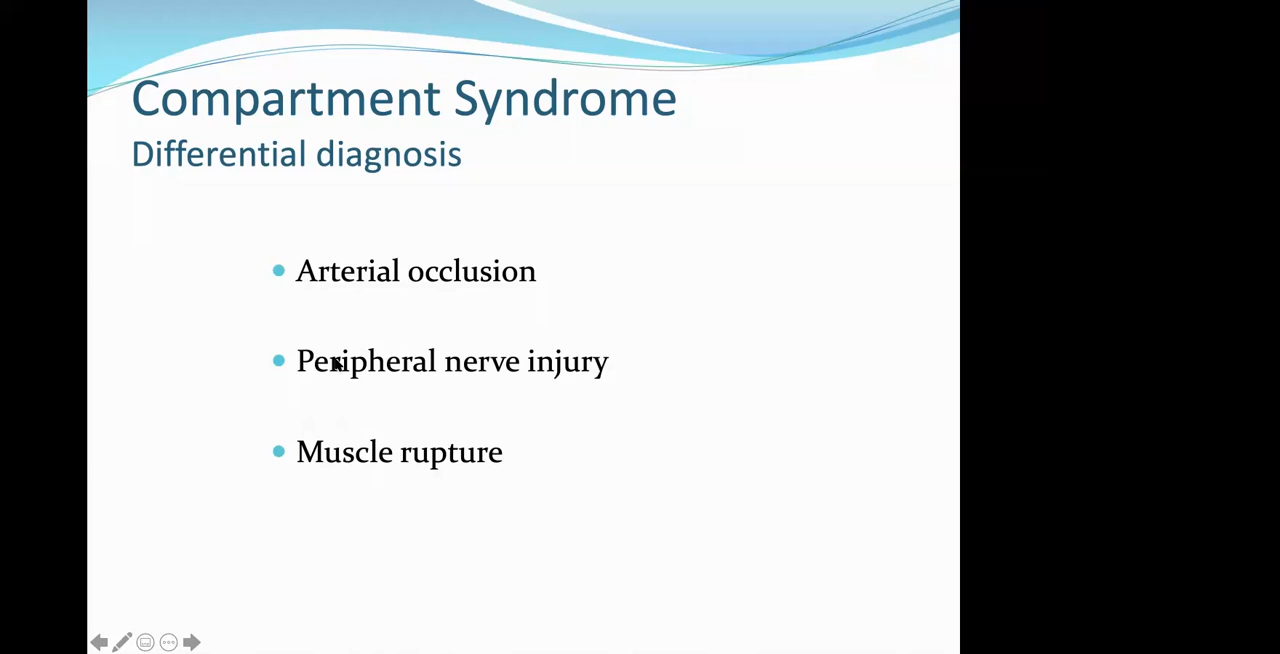 Compartment Syndrome
Differential diagnosis
Arterial occlusion
Peripheral nerve injury
Muscle rupture